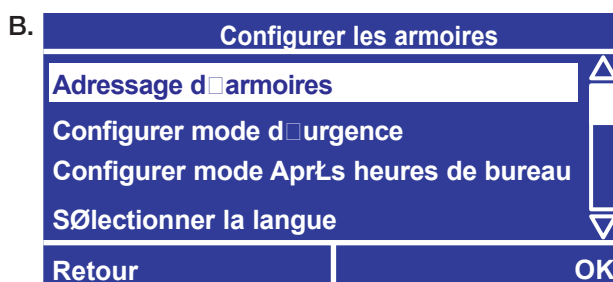 B.
Configurer les armoires
Adressage d□armoires
Configurer mode d□urgence
Configurer mode AprŁs heures de bureau
SØlectionner la langue
Retour OK